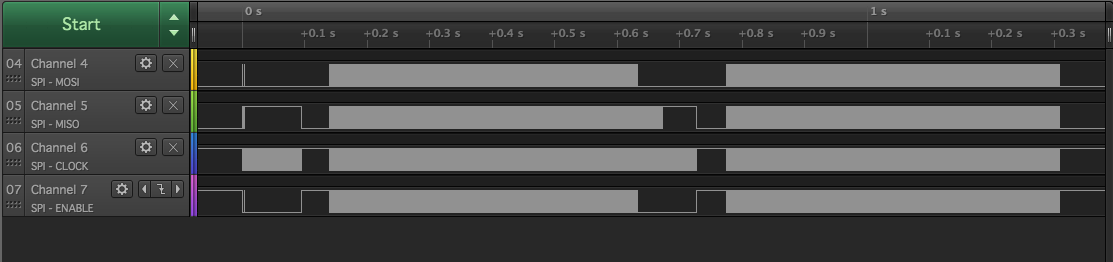 Start
0 s
1 s
+0.1 s
+0.2 s
+0.3 s
+0.4 s
+0.5 s
+0.6 s
+0.7 s
+0.8 s
+0.9 s
+0.1 s
+0.2 s
+0.3 s
04 Channel 4
SPI - MOSI
05 Channel 5
SPI - MISO
06 Channel 6
SPI - CLOCK
07 Channel 7
SPI - ENABLE